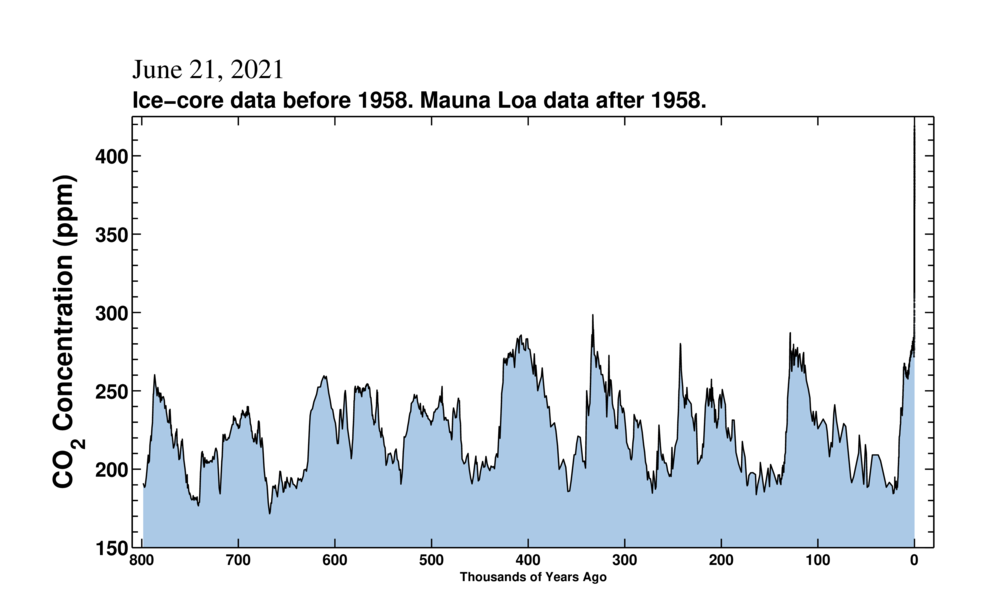 June 21, 2021
Ice-core data before 1958. Mauna Loa data after 1958.
CO2 Concentration (ppm)
400
350
300
250
200
150
800 700 600 500 400 300 200 100 0
Thousands of Years Ago